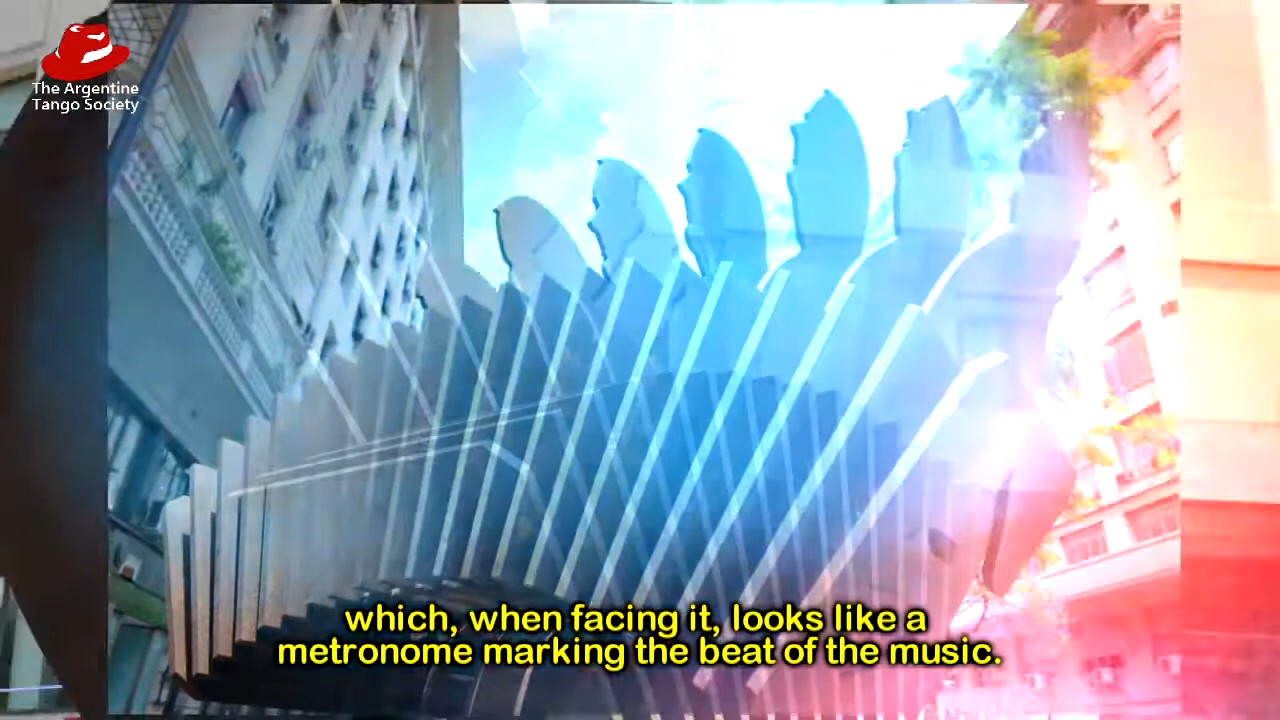 The Argentine
Tango Society
which, when facing it, looks like a
metronome marking the beat of the music.